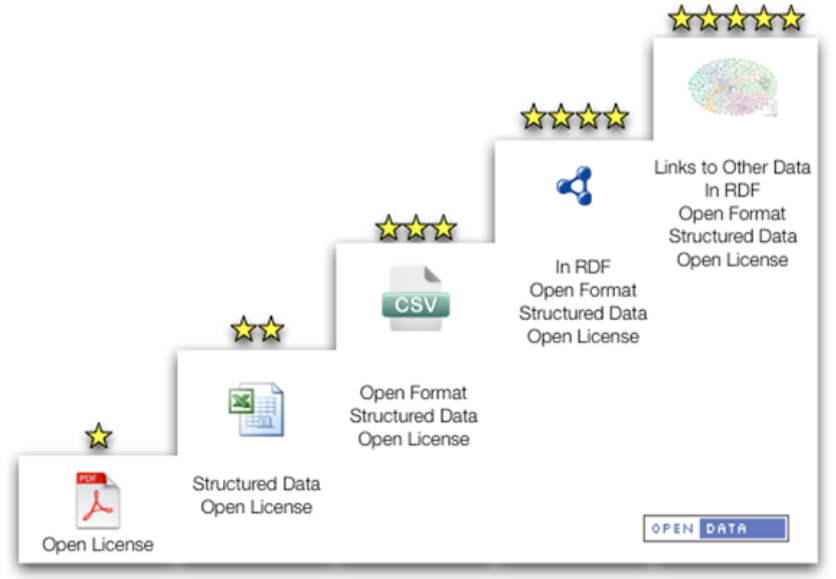 Links to Other Data
In RDF
Open Format
Structured Data
Open License
In RDF
Open Format
Structured Data
Open License
CSV
Open Format
Structured Data
Open License
X
Structured Data
Open License
PDF
Open License
OPEN DATA